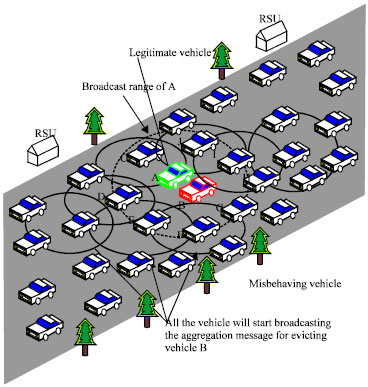 RSU
Legitimate vehicle
Broadcast range of A
RSU
A
B
Misbehaving vehicle
All the vehicle will start broadcasting
the aggregation message for evicting
vehicle B